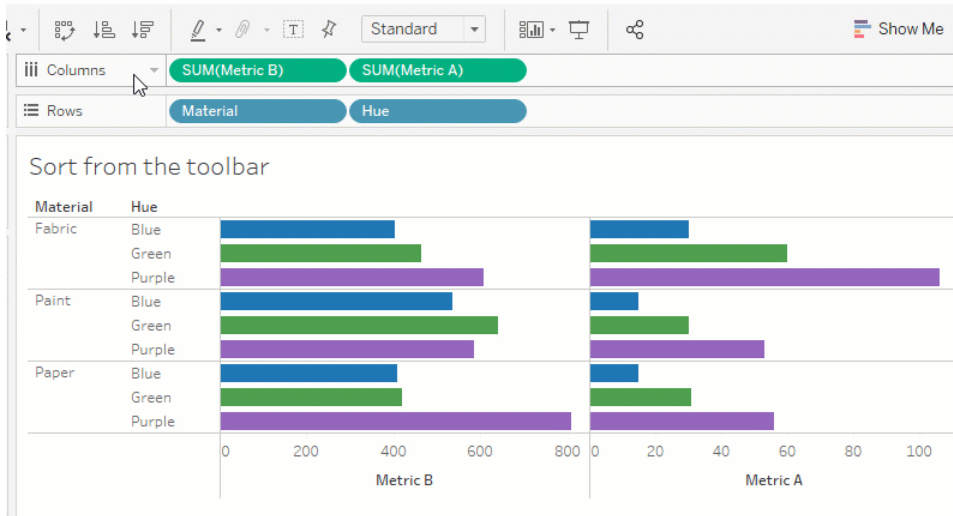 Standard Show Me
Columns SUM(Metric B) SUM(Metric A)
Rows Material Hue
Sort from the toolbar
Material Hue
Fabric Blue
Green
Purple
Paint Blue
Green
Purple
Paper Blue
Green
Purple
0 200 400 600 800 0 20 40 60 80 100
Metric B Metric A